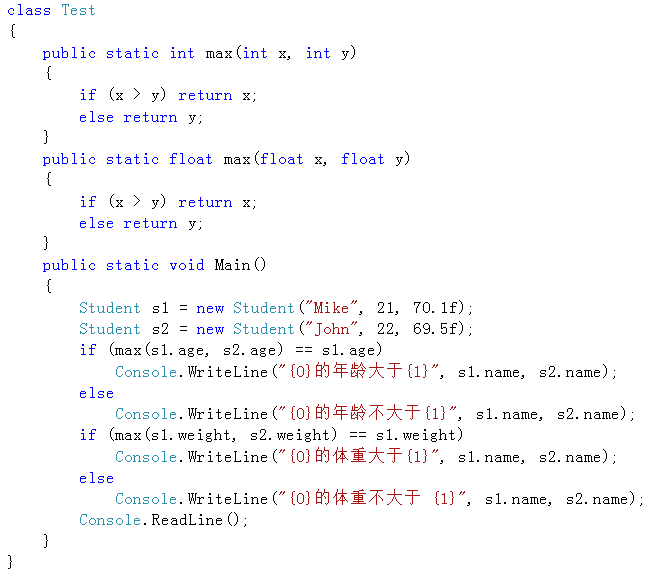 class Test
{
    public static int max(int x, int y)
    {
        if (x > y) return x;
        else return y;
    }
    public static float max(float x, float y)
    {
        if (x > y) return x;
        else return y;
    }
    public static void Main()
    {
        Student s1 = new Student("Mike", 21, 70.1f);
        Student s2 = new Student("John", 22, 69.5f);
        if (max(s1.age, s2.age) == s1.age)
            Console.WriteLine("{0}的年龄大于{1}", s1.name, s2.name);
        else
            Console.WriteLine("{0}的年龄不大于{1}", s1.name, s2.name);
        if (max(s1.weight, s2.weight) == s1.weight)
            Console.WriteLine("{0}的体重大于{1}", s1.name, s2.name);
        else
            Console.WriteLine("{0}的体重不大于 {1}", s1.name, s2.name);
        Console.ReadLine();
    }
}